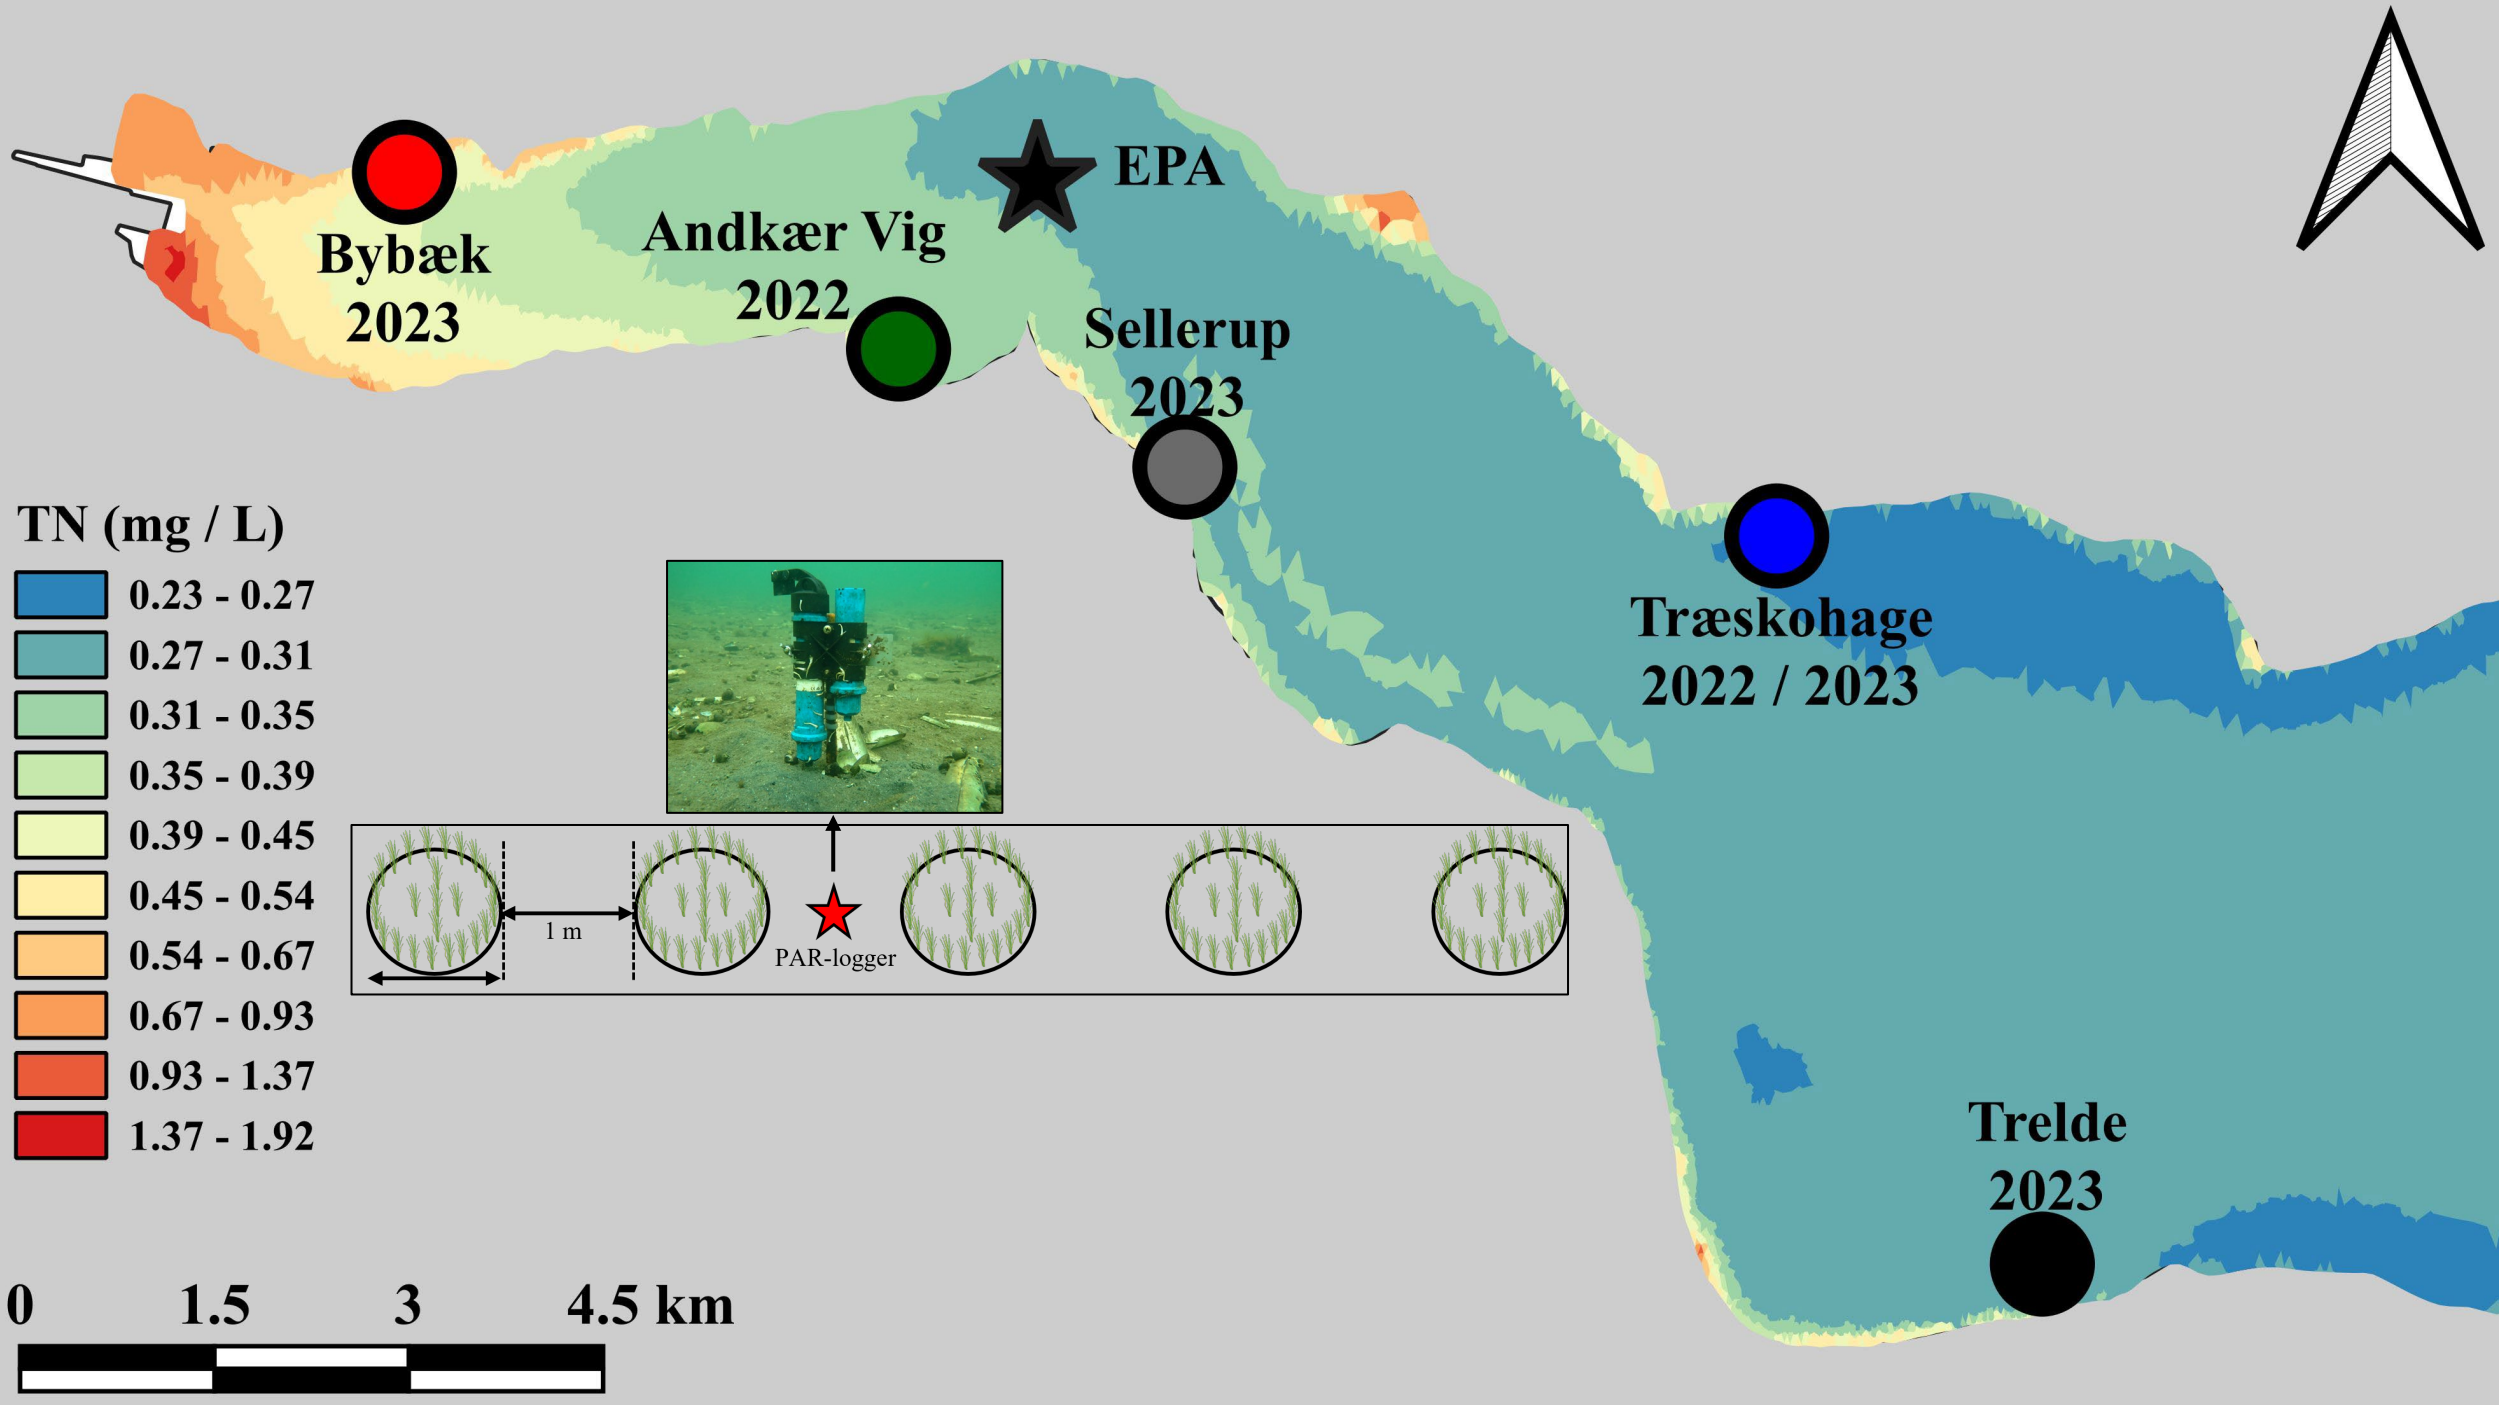 EPA
Andkær Vig
2022
Bybæk
2023
Sellerup
2023
TN (mg / L)
0.23 - 0.27
0.27 - 0.31
0.31 - 0.35
0.35 - 0.39
0.39 - 0.45
0.45 - 0.54
0.54 - 0.67
0.67 - 0.93
0.93 - 1.37
1.37 - 1.92
Træskohage
2022 / 2023
1 m
PAR-logger
Trelde
2023
0 1.5 3 4.5 km